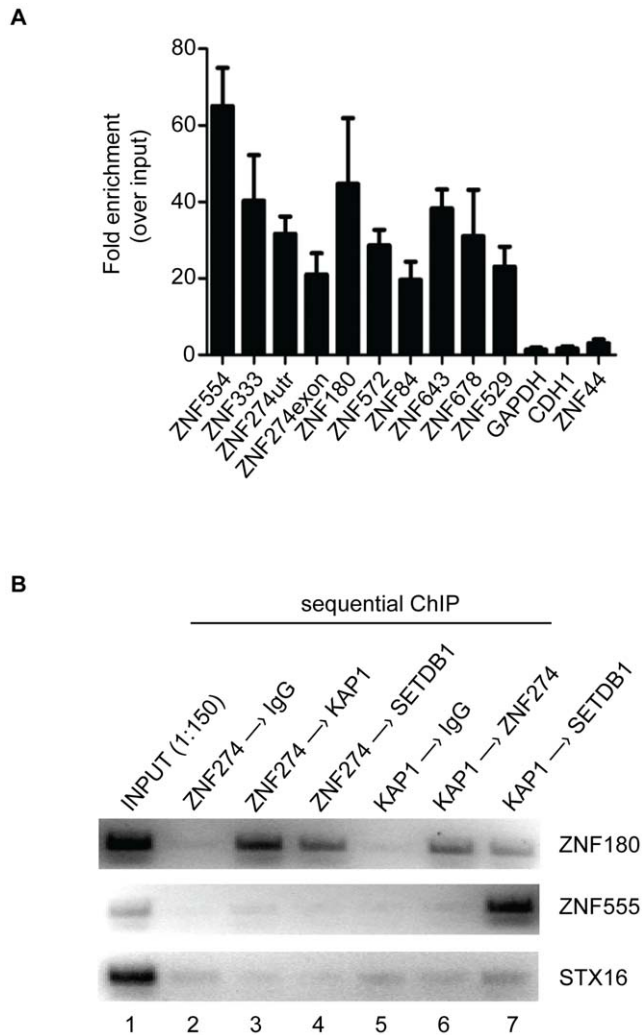 A
Fold enrichment
(over input)
80
60
40
20
0
ZNF554
ZNF333
ZNF274utr
ZNF274exon
ZNF180
ZNF572
ZNF84
ZNF643
ZNF678
ZNF529
GAPDH
CDH1
ZNF44
B
sequential ChIP
INPUT (1:150)
ZNF274 → IgG
ZNF274 → KAP1
ZNF274 → SETDB1
KAP1 → IgG
KAP1 → ZNF274
KAP1 → SETDB1
ZNF180
ZNF555
STX16
1 2 3 4 5 6 7